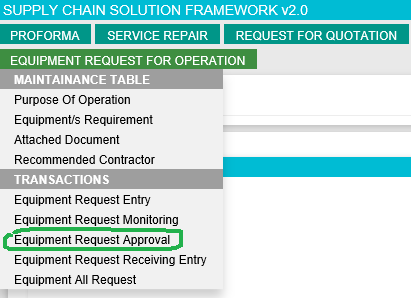 SUPPLY CHAIN SOLUTION FRAMEWORK v2.0
PROFORMA SERVICE REPAIR REQUEST FOR QUOTATION
EQUIPMENT REQUEST FOR OPERATION
MAINTAINANCE TABLE
Purpose Of Operation
Equipment/s Requirement
Attached Document
Recommended Contractor
TRANSACTIONS
Equipment Request Entry
Equipment Request Monitoring
Equipment Request Approval
Equipment Request Receiving Entry
Equipment All Request